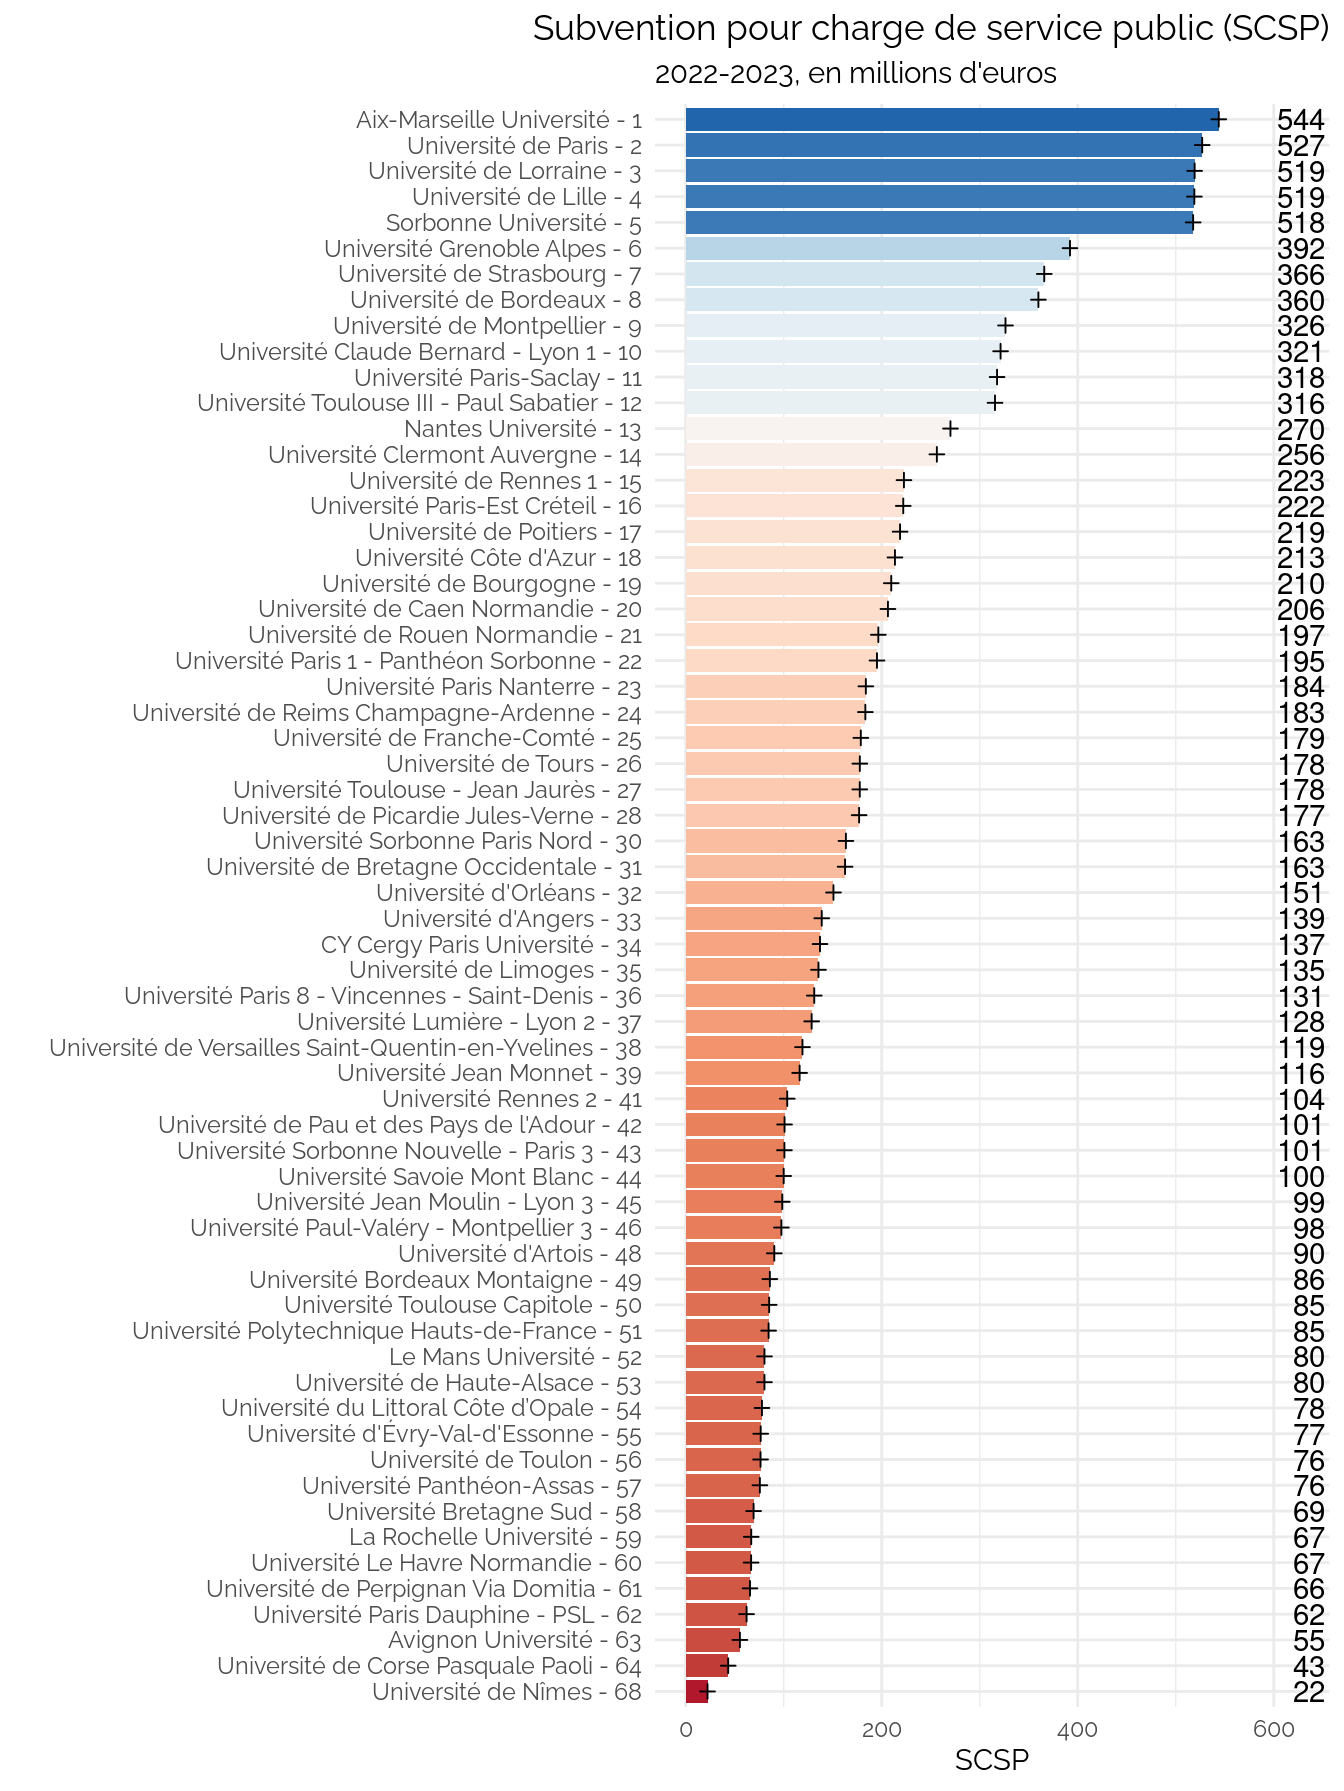 Subvention pour charge de service public (SCSP)
2022-2023, en millions d'euros
Aix-Marseille Université - 1 544
Université de Paris - 2 527
Université de Lorraine - 3 519
Université de Lille - 4 519
Sorbonne Université - 5 518
Université Grenoble Alpes - 6 392
Université de Strasbourg - 7 366
Université de Bordeaux - 8 360
Université de Montpellier - 9 326
Université Claude Bernard - Lyon 1 - 10 321
Université Paris-Saclay - 11 318
Université Toulouse III - Paul Sabatier - 12 316
Nantes Université - 13 270
Université Clermont Auvergne - 14 256
Université de Rennes 1 - 15 223
Université Paris-Est Créteil - 16 222
Université de Poitiers - 17 219
Université Côte d'Azur - 18 213
Université de Bourgogne - 19 210
Université de Caen Normandie - 20 206
Université de Rouen Normandie - 21 197
Université Paris 1 - Panthéon Sorbonne - 22 195
Université Paris Nanterre - 23 184
Université de Reims Champagne-Ardenne - 24 183
Université de Franche-Comté - 25 179
Université de Tours - 26 178
Université Toulouse - Jean Jaurès - 27 178
Université de Picardie Jules-Verne - 28 177
Université Sorbonne Paris Nord - 30 163
Université de Bretagne Occidentale - 31 163
Université d'Orléans - 32 151
Université d'Angers - 33 139
CY Cergy Paris Université - 34 137
Université de Limoges - 35 135
Université Paris 8 - Vincennes - Saint-Denis - 36 131
Université Lumière - Lyon 2 - 37 128
Université de Versailles Saint-Quentin-en-Yvelines - 38 119
Université Jean Monnet - 39 116
Université Rennes 2 - 41 104
Université de Pau et des Pays de l'Adour - 42 101
Université Sorbonne Nouvelle - Paris 3 - 43 101
Université Savoie Mont Blanc - 44 100
Université Jean Moulin - Lyon 3 - 45 99
Université Paul-Valéry - Montpellier 3 - 46 98
Université d'Artois - 48 90
Université Bordeaux Montaigne - 49 86
Université Toulouse Capitole - 50 85
Université Polytechnique Hauts-de-France - 51 85
Le Mans Université - 52 80
Université de Haute-Alsace - 53 80
Université du Littoral Côte d’Opale - 54 78
Université d'Évry-Val-d'Essonne - 55 77
Université de Toulon - 56 76
Université Panthéon-Assas - 57 76
Université Bretagne Sud - 58 69
La Rochelle Université - 59 67
Université Le Havre Normandie - 60 67
Université de Perpignan Via Domitia - 61 66
Université Paris Dauphine - PSL - 62 62
Avignon Université - 63 55
Université de Corse Pasquale Paoli - 64 43
Université de Nîmes - 68 22
0 200 400 600
SCSP